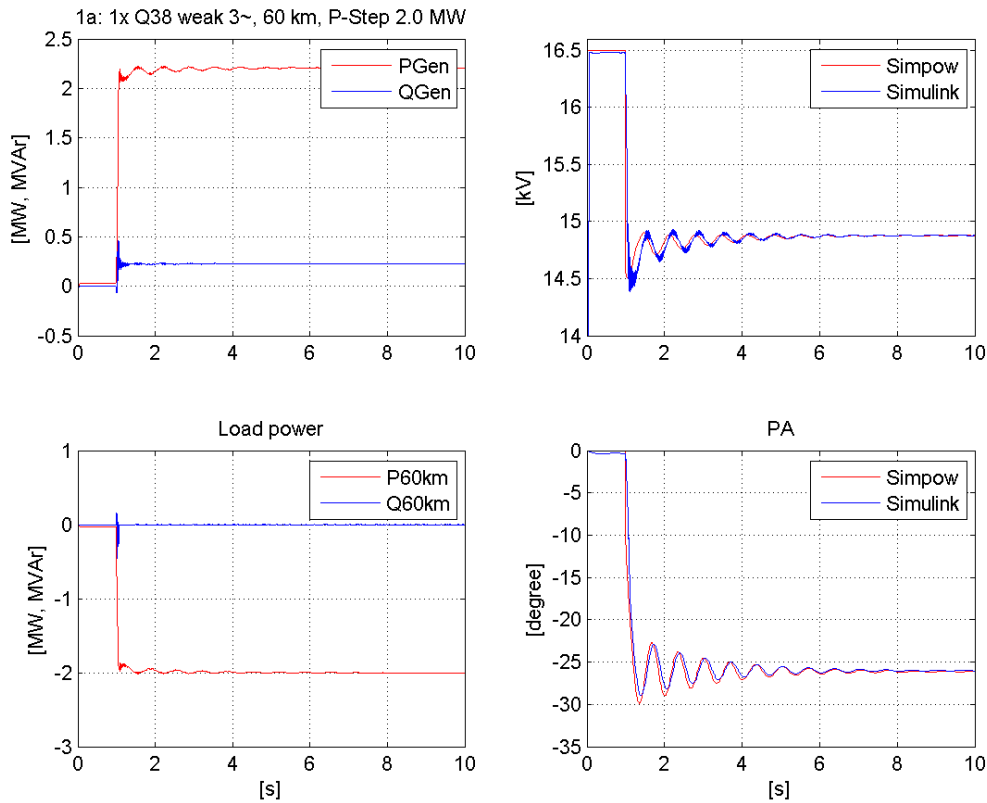 1a: 1x Q38 weak 3~, 60 km, P-Step 2.0 MW
2.5
2
1.5
1
0.5
0
-0.5
[MW, MVAr]
PGen
QGen
0
2
4
6
8
10
16.5
16
15.5
15
14.5
14
[kV]
Simpow
Simulink
0
2
4
6
8
10
Load power
1
0
-1
-2
-3
[MW, MVAr]
P60km
Q60km
0
2
4
6
8
10
[s]
PA
0
-5
-10
-15
-20
-25
-30
-35
[degree]
Simpow
Simulink
0
2
4
6
8
10
[s]